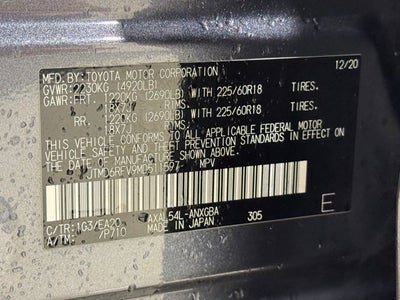 MFD. BY: TOYOTA MOTOR CORPORATION 12/20
GVWR: 2230KG (4920LB)
GAWR: FRT. 1220KG (2690LB) WITH 225/60R18 TIRES.
18X7J RIMS.
RR. 1220KG (2690LB) WITH 225/60R18 TIRES.
18X7J RIMS.
THIS VEHICLE CONFORMS TO ALL APPLICABLE FEDERAL MOTOR
VEHICLE SAFETY AND THEFT PREVENTION STANDARDS IN EFFECT ON
THE DATE OF MANUFACTURE SHOWN ABOVE.
MPV
C/TR: 1G3/EA20 AXAL54L-ANXGBA
A/TM: /P710 MADE IN JAPAN 305 E